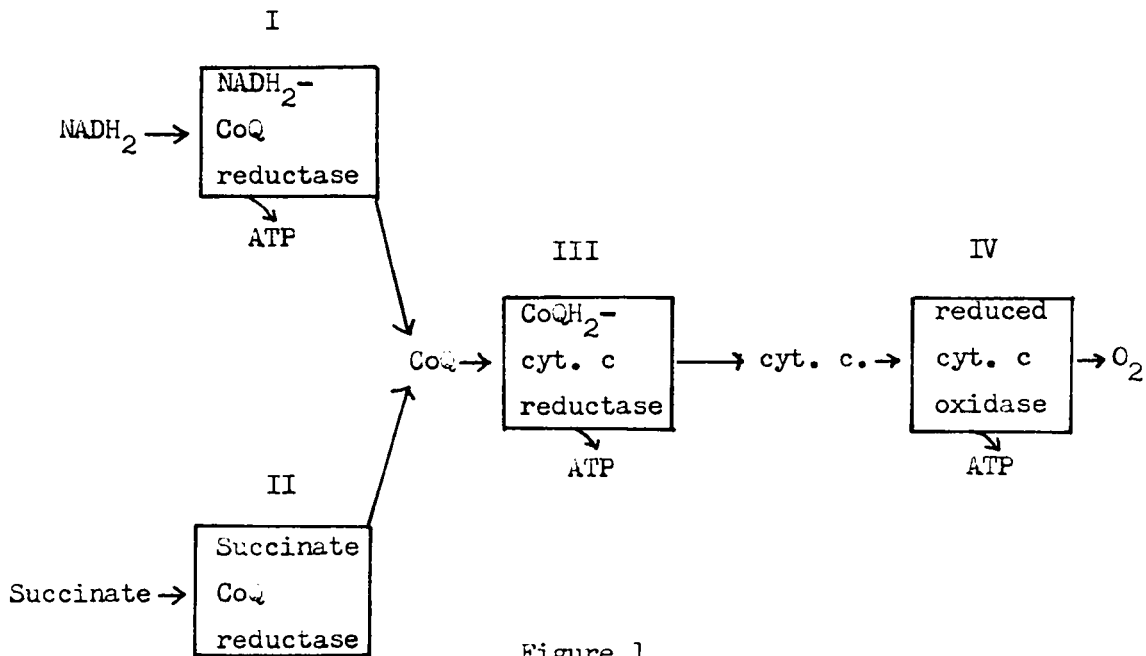 I
NADH2-
NADH2 → CoQ
reductase
ATP
III
IV
CoQH2-
reduced
CoQ → cyt. c → cyt. c. → cyt. c → O2
reductase
oxidase
ATP
ATP
II
Succinate
Succinate → CoQ
reductase
Figure 1